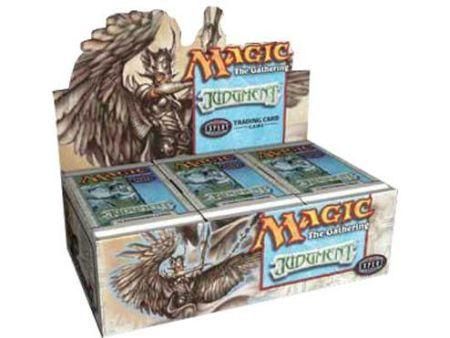 MAGIC
The Gathering
JUDGMENT
TRADING CARD
GAME
MAGIC
The Gathering
JUDGMENT